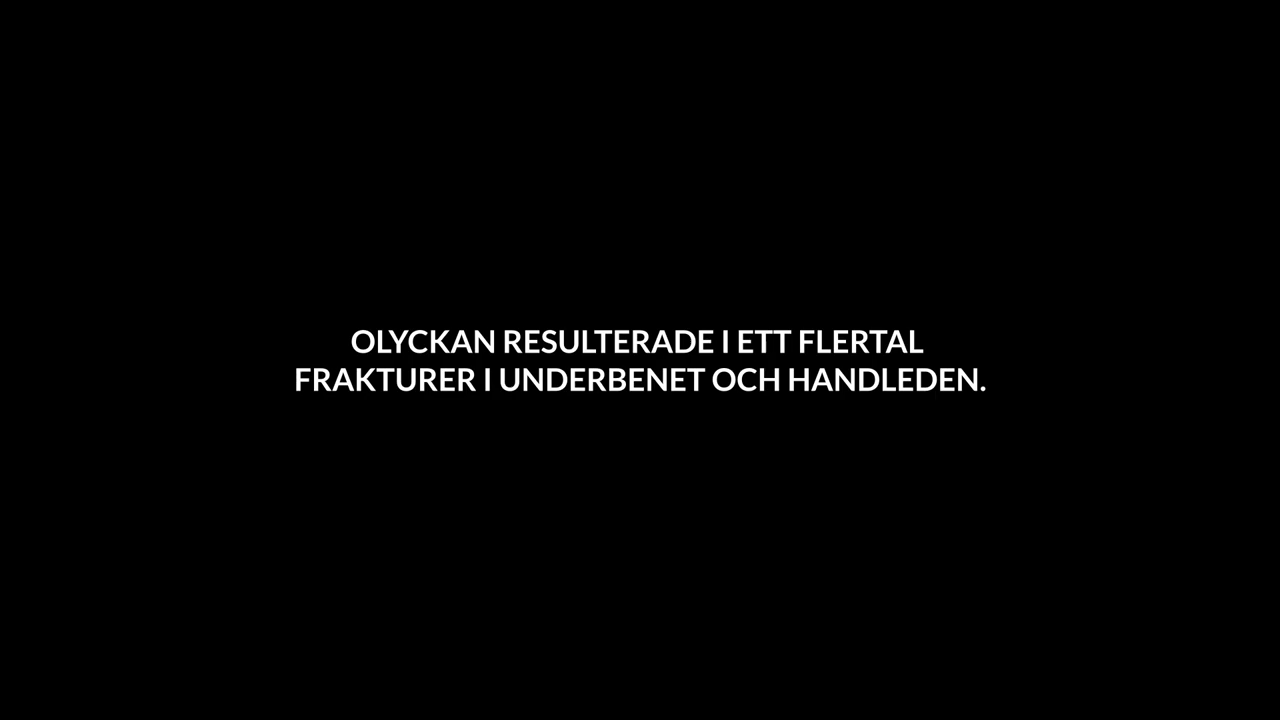 OLYCKAN RESULTERADE I ETT FLERTAL
FRAKTURER I UNDERBENET OCH HANDLEDEN.